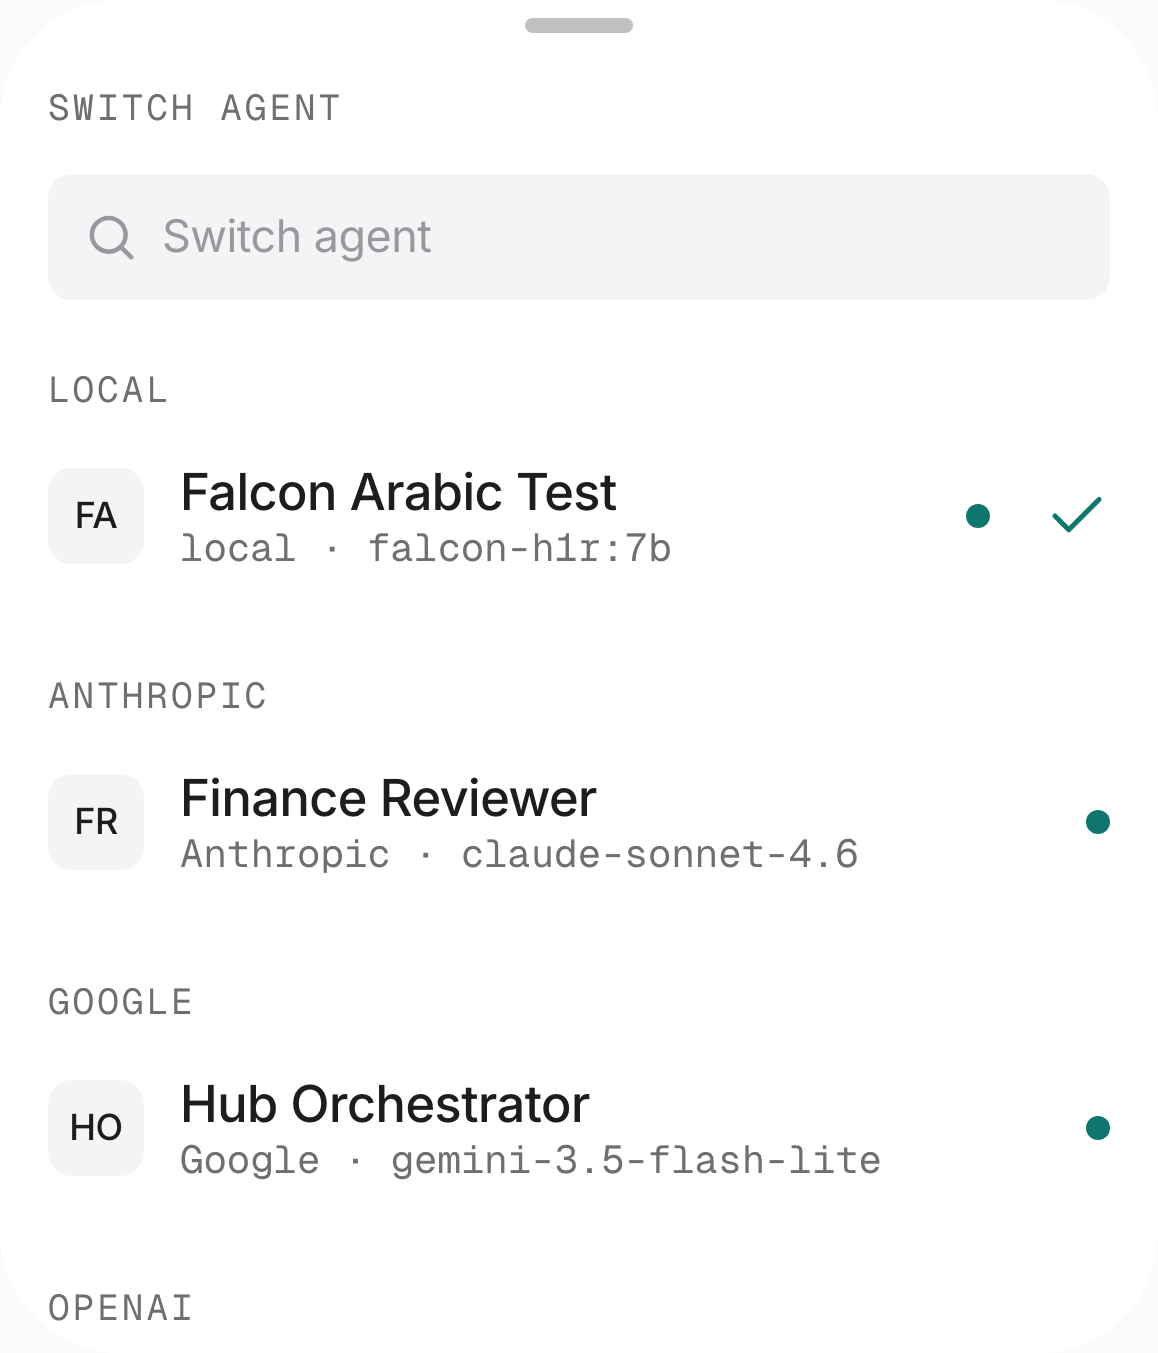 SWITCH AGENT
Switch agent
LOCAL
FA
Falcon Arabic Test
local · falcon-h1r:7b
ANTHROPIC
FR
Finance Reviewer
Anthropic · claude-sonnet-4.6
GOOGLE
HO
Hub Orchestrator
Google · gemini-3.5-flash-lite
OPENAI